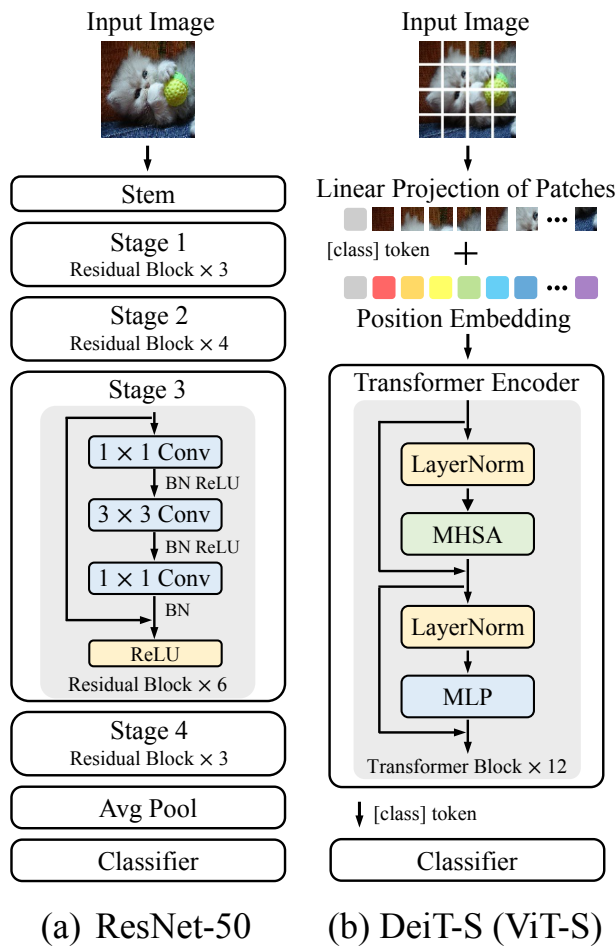 Input Image
Stem
Stage 1
Residual Block × 3
Stage 2
Residual Block × 4
Stage 3
1 × 1 Conv
BN ReLU
3 × 3 Conv
BN ReLU
1 × 1 Conv
BN
ReLU
Residual Block × 6
Stage 4
Residual Block × 3
Avg Pool
Classifier
(a) ResNet-50
Input Image
Linear Projection of Patches
[class] token
+
Position Embedding
Transformer Encoder
LayerNorm
MHSA
LayerNorm
MLP
Transformer Block × 12
[class] token
Classifier
(b) DeiT-S (ViT-S)